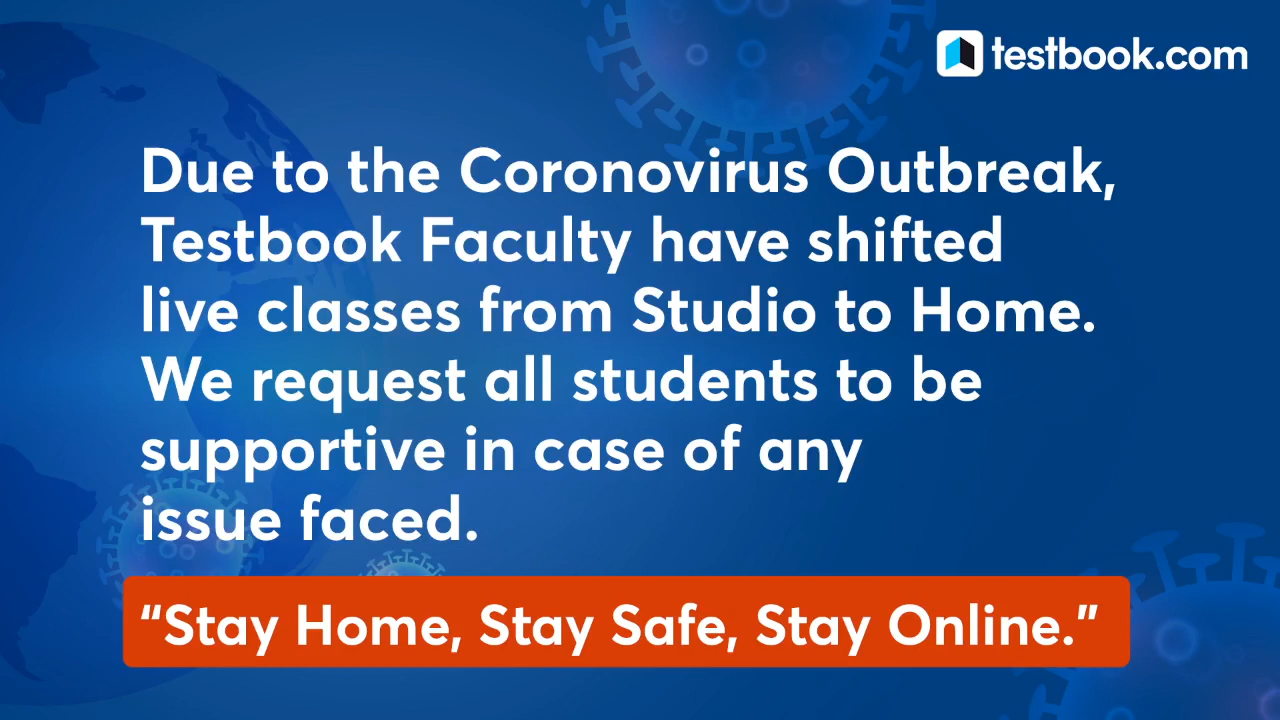 testbook.com
Due to the Coronovirus Outbreak,
Testbook Faculty have shifted
live classes from Studio to Home.
We request all students to be
supportive in case of any
issue faced.
“Stay Home, Stay Safe, Stay Online.”